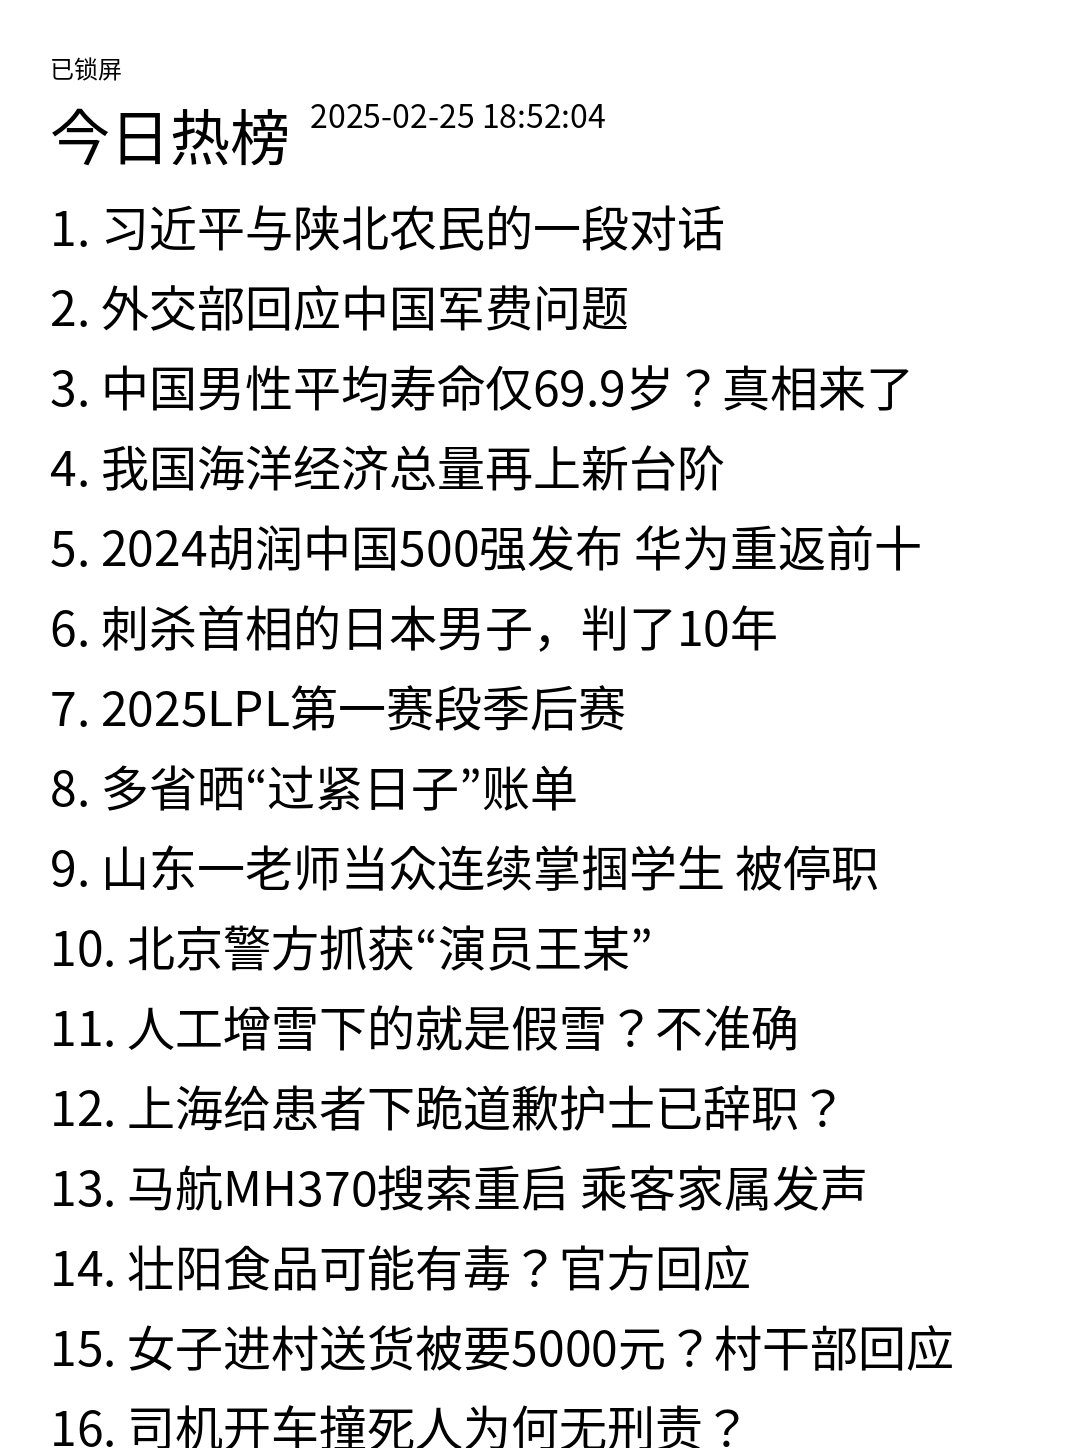 已锁屏
今日热榜 2025-02-25 18:52:04
1. 习近平与陕北农民的一段对话
2. 外交部回应中国军费问题
3. 中国男性平均寿命仅69.9岁？真相来了
4. 我国海洋经济总量再上新台阶
5. 2024胡润中国500强发布 华为重返前十
6. 刺杀首相的日本男子，判了10年
7. 2025LPL第一赛段季后赛
8. 多省晒“过紧日子”账单
9. 山东一老师当众连续掌掴学生 被停职
10. 北京警方抓获“演员王某”
11. 人工增雪下的就是假雪？不准确
12. 上海给患者下跪道歉护士已辞职？
13. 马航MH370搜索重启 乘客家属发声
14. 壮阳食品可能有毒？官方回应
15. 女子进村送货被要5000元？村干部回应
16. 司机开车撞死人为何无刑责？